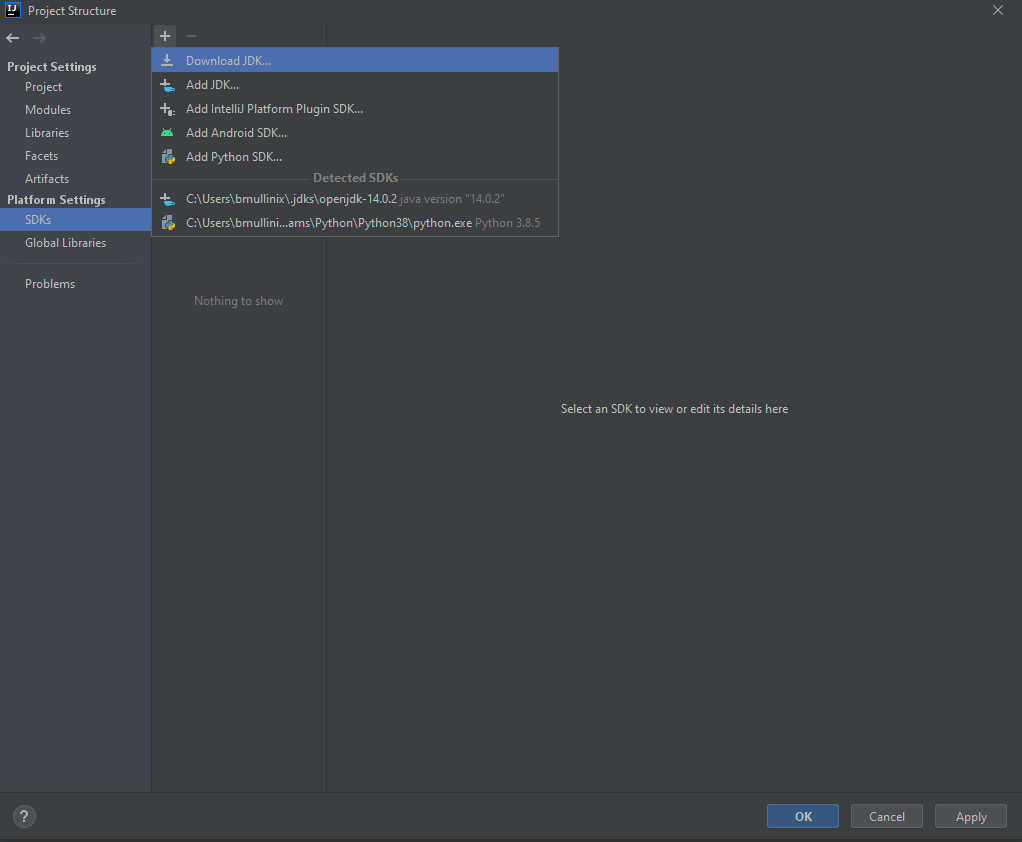 IJ Project Structure
Project Settings
Project
Modules
Libraries
Facets
Artifacts
Platform Settings
SDKs
Global Libraries
Problems
Download JDK...
Add JDK...
Add IntelliJ Platform Plugin SDK...
Add Android SDK...
Add Python SDK...
Detected SDKs
C:\Users\bmullinix\.jdks\openjdk-14.0.2 java version "14.0.2"
C:\Users\bmullini...ams\Python\Python38\python.exe Python 3.8.5
Nothing to show
Select an SDK to view or edit its details here
?
OK
Cancel
Apply